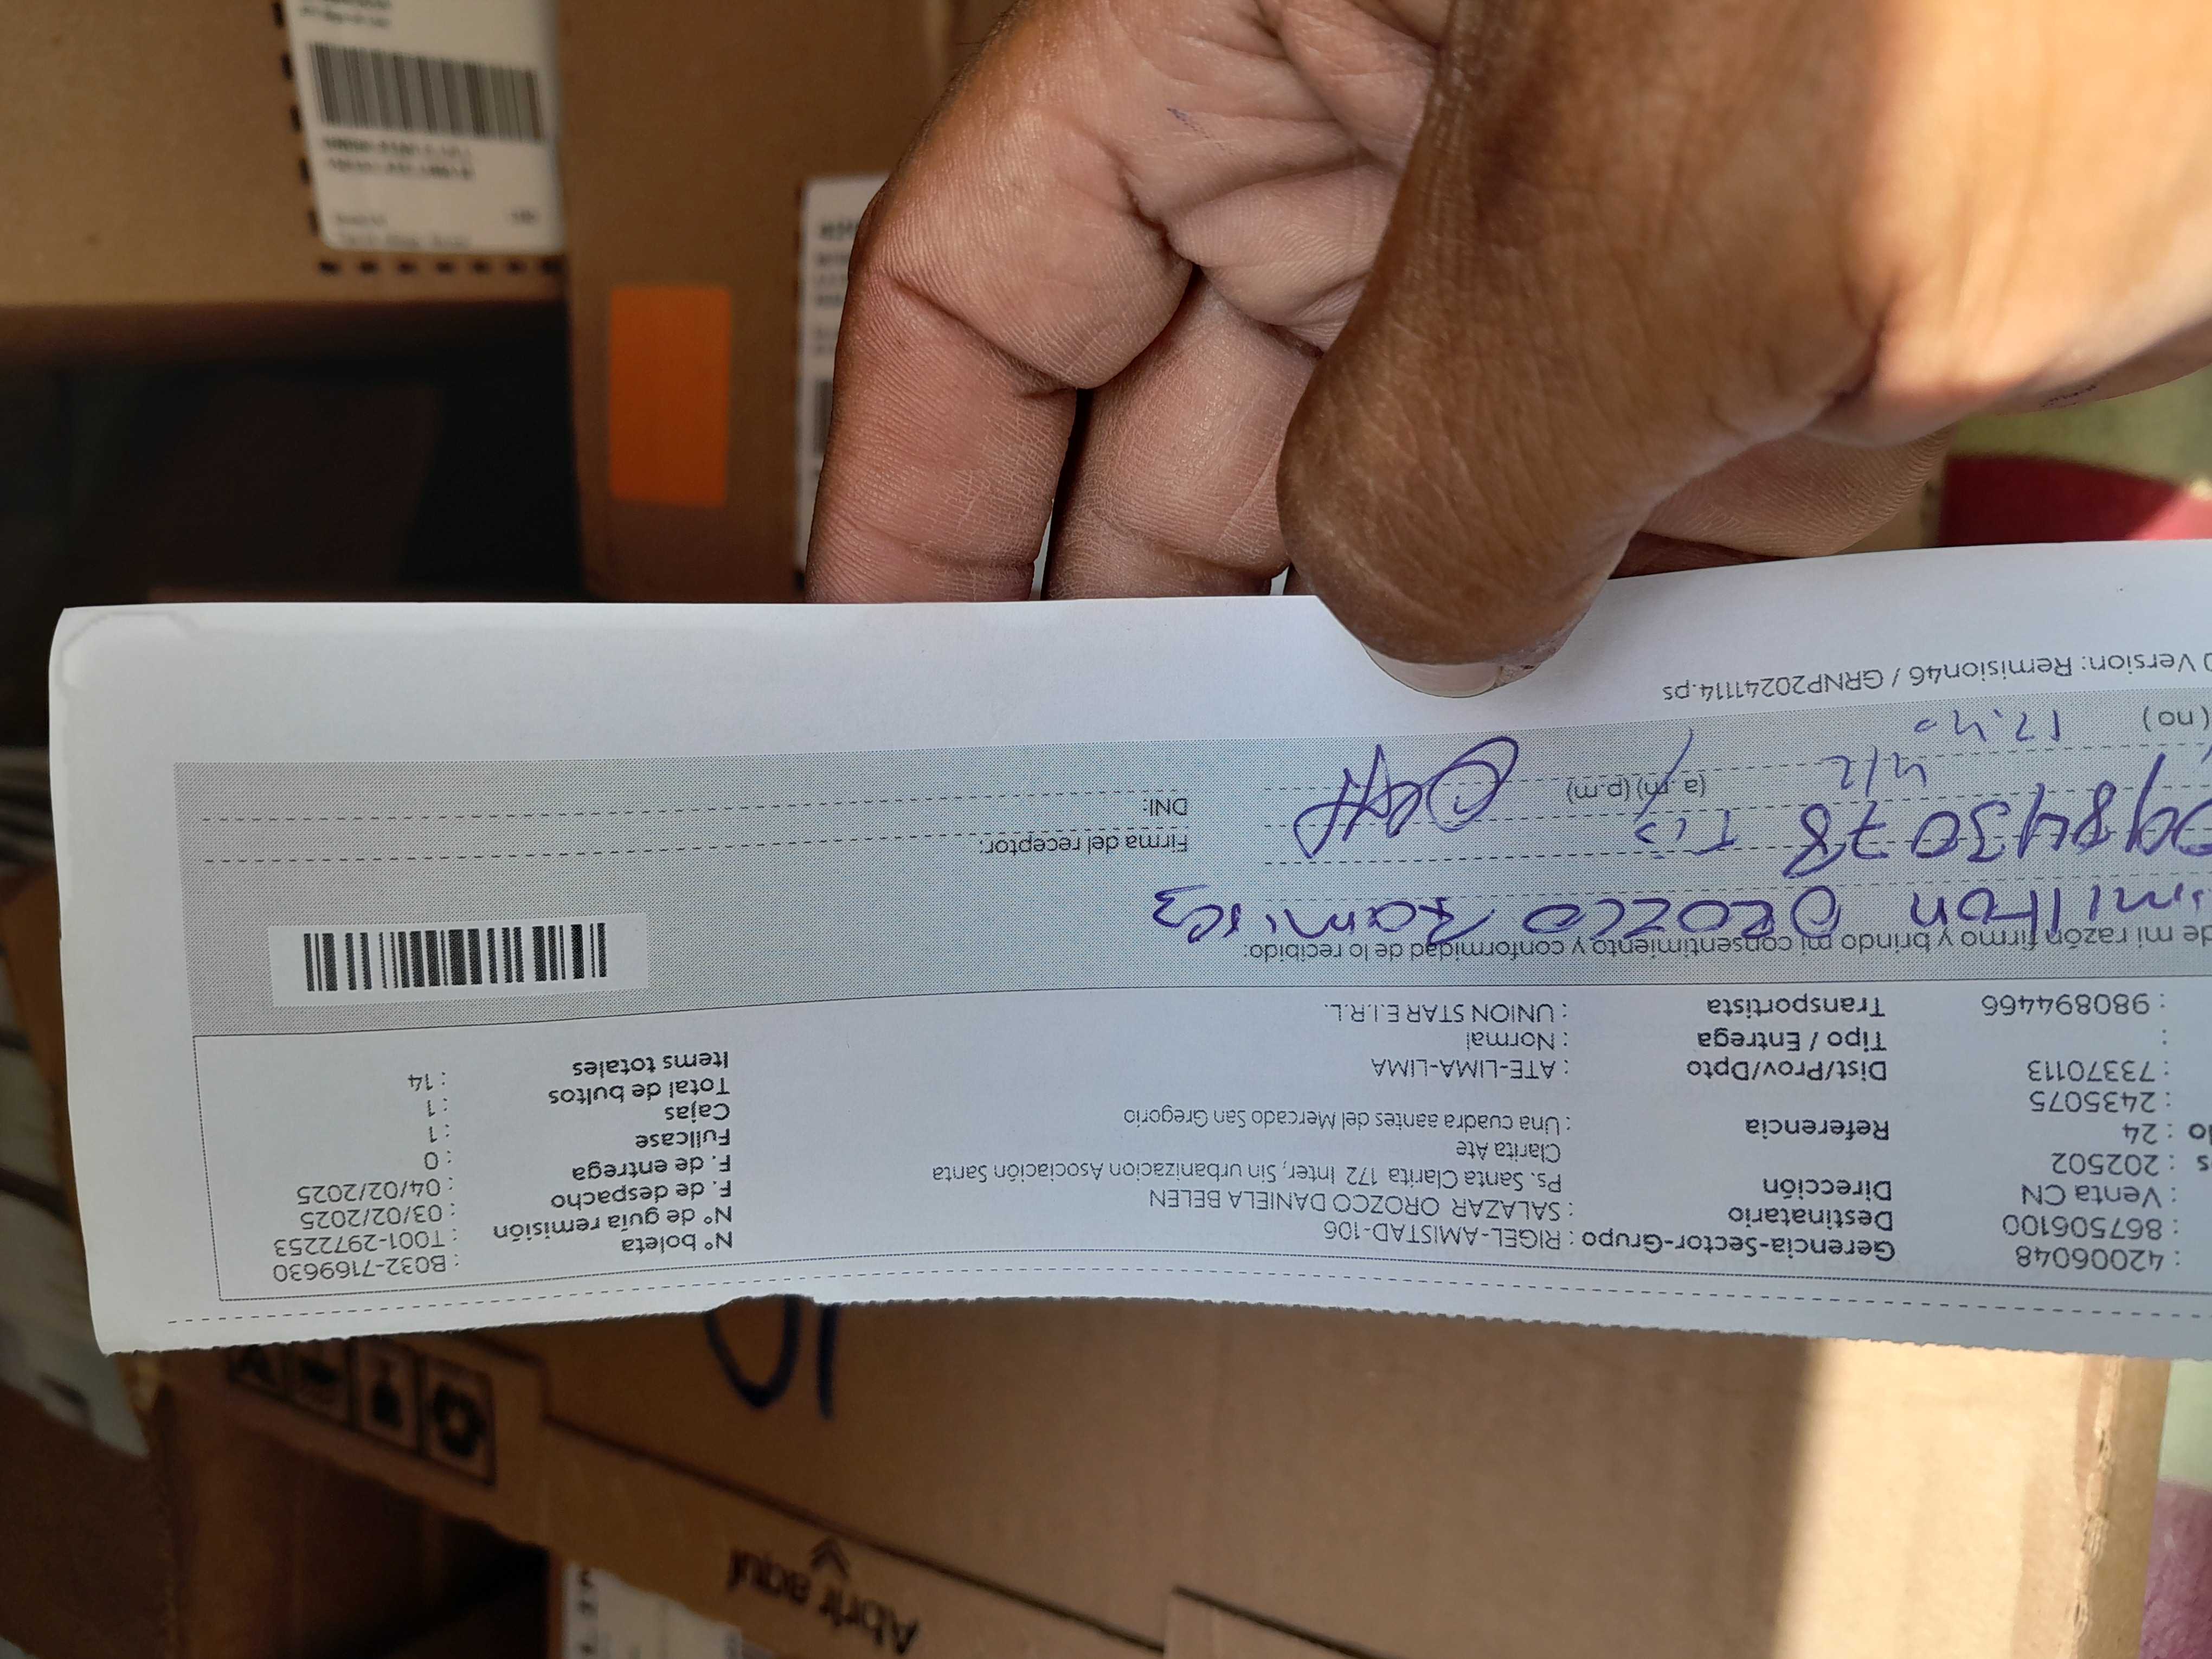 42006048
Gerencia-Sector-Grupo : RIGEL-AMISTAD-106
Nº boleta : B032-7169630
867506100
Destinatario : SALAZAR OROZCO DANIELA BELEN
Nº de guía remisión : T001-2972253
Venta CN
Dirección Ps. Santa Clarita 172 Inter, Sin urbanizacion Asociación Santa
Clarita Ate
F. de despacho : 03/02/2025
: 202502
F. de entrega : 04/02/2025
: 24
Referencia : Una cuadra aantes del Mercado San Gregorio
Fullcase : 0
: 2435075
Cajas : 1
: 73370113
Dist/Prov/Dpto : ATE-LIMA-LIMA
Total de bultos : 1
Tipo / Entrega : Normal
Items totales : 14
: 980894466
Transportista : UNION STAR E.I.R.L.
de mi razón firmo y brindo mi consentimiento y conformidad de lo recibido:
OROZCO Ramirez
9843078
Firma del receptor:
(a.m) (p.m)
DNI:
4/2
(no) 12:40
Version: Remision46 / GRNP20241114.ps
Abrir aquí